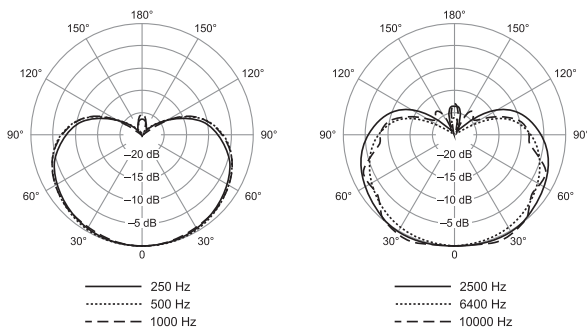 180°
150° 150°
120° 120°
90° 90°
–20 dB
–15 dB
60° 60°
–10 dB
–5 dB
30° 30°
0
250 Hz
500 Hz
1000 Hz
180°
150° 150°
120° 120°
90° 90°
–20 dB
–15 dB
60° 60°
–10 dB
–5 dB
30° 30°
0
2500 Hz
6400 Hz
10000 Hz